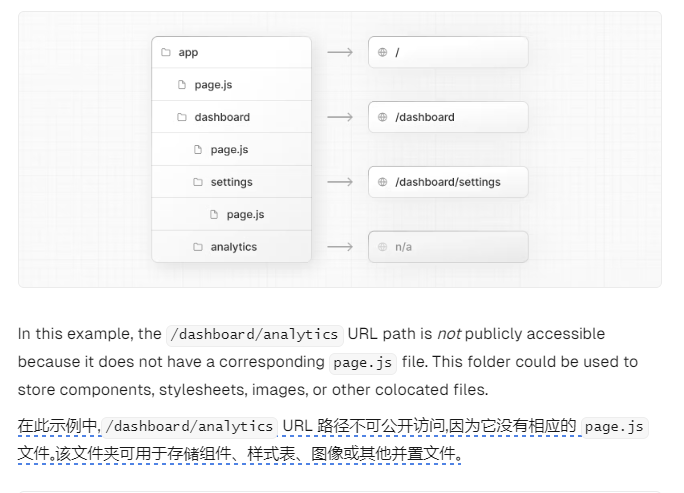 app
/
page.js
dashboard
/dashboard
page.js
settings
/dashboard/settings
page.js
analytics
n/a
In this example, the /dashboard/analytics URL path is not publicly accessible
because it does not have a corresponding page.js file. This folder could be used to
store components, stylesheets, images, or other colocated files.
在此示例中,/dashboard/analytics URL 路径不可公开访问,因为它没有相应的 page.js
文件。该文件夹可用于存储组件、样式表、图像或其他并置文件。